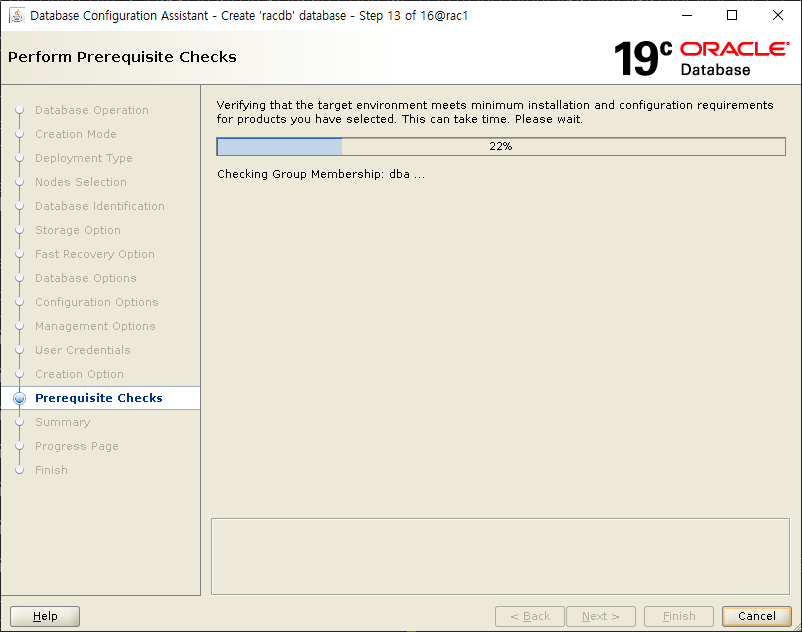 Database Configuration Assistant - Create 'racdb' database - Step 13 of 16@rac1
Perform Prerequisite Checks
19c ORACLE
Database
Database Operation
Creation Mode
Deployment Type
Nodes Selection
Database Identification
Storage Option
Fast Recovery Option
Database Options
Configuration Options
Management Options
User Credentials
Creation Option
Prerequisite Checks
Summary
Progress Page
Finish
Verifying that the target environment meets minimum installation and configuration requirements
for products you have selected. This can take time. Please wait.
22%
Checking Group Membership: dba ...
Help
< Back
Next >
Finish
Cancel